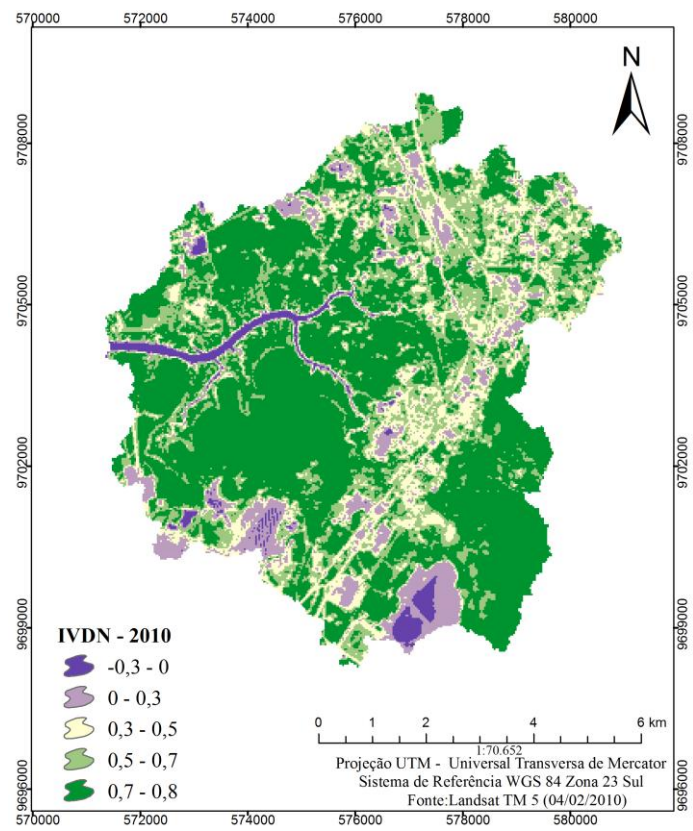 570000 572000 574000 576000 578000 580000
N
9708000 9708000
9705000 9705000
9702000 9702000
9699000 9699000
9696000 9696000
IVDN - 2010
-0,3 - 0
0 - 0,3
0,3 - 0,5
0,5 - 0,7
0,7 - 0,8
0 1 2 4 6 km
1:70.652
Projeção UTM - Universal Transversa de Mercator
Sistema de Referência WGS 84 Zona 23 Sul
Fonte:Landsat TM 5 (04/02/2010)
570000 572000 574000 576000 578000 580000